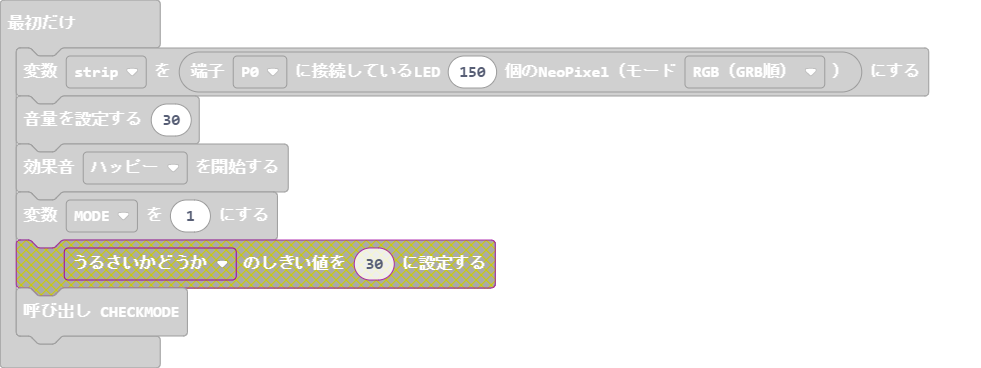 最初だけ
変数 strip を 端子 P0 に接続しているLED 150 個のNeoPixel（モード RGB（GRB順） ） にする
音量を設定する 30
効果音 ハッピー を開始する
変数 MODE を 1 にする
うるさいかどうか のしきい値を 30 に設定する
呼び出し CHECKMODE